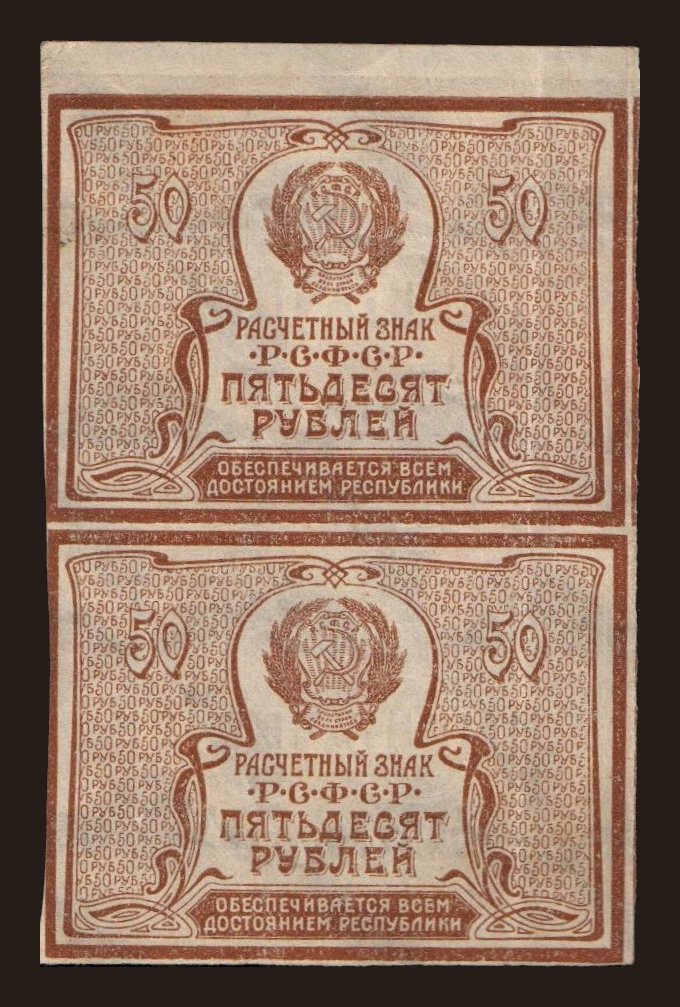 50 50
Р.С.Ф.С.Р.
РАСЧЕТНЫЙ ЗНАК
·Р·С·Ф·С·Р·
ПЯТЬДЕСЯТ
РУБЛЕЙ
ОБЕСПЕЧИВАЕТСЯ ВСЕМ
ДОСТОЯНИЕМ РЕСПУБЛИКИ
50 50
Р.С.Ф.С.Р.
РАСЧЕТНЫЙ ЗНАК
·Р·С·Ф·С·Р·
ПЯТЬДЕСЯТ
РУБЛЕЙ
ОБЕСПЕЧИВАЕТСЯ ВСЕМ
ДОСТОЯНИЕМ РЕСПУБЛИКИ